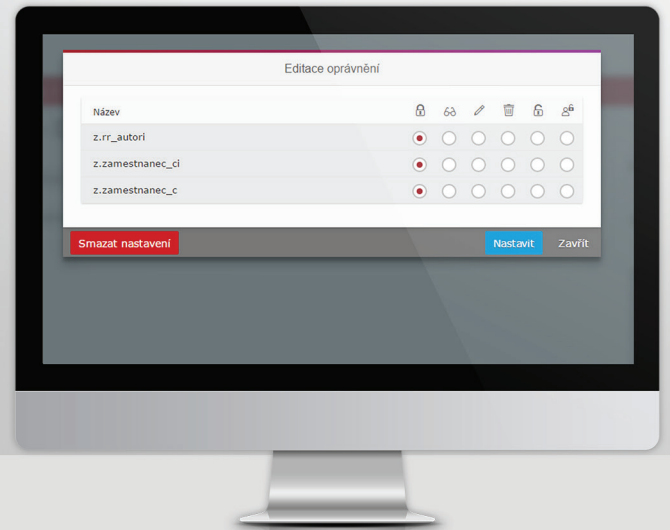 Editace oprávnění
Název
z.rr_autori
z.zamestnanec_ci
z.zamestnanec_c
Smazat nastavení
Nastavit
Zavřít